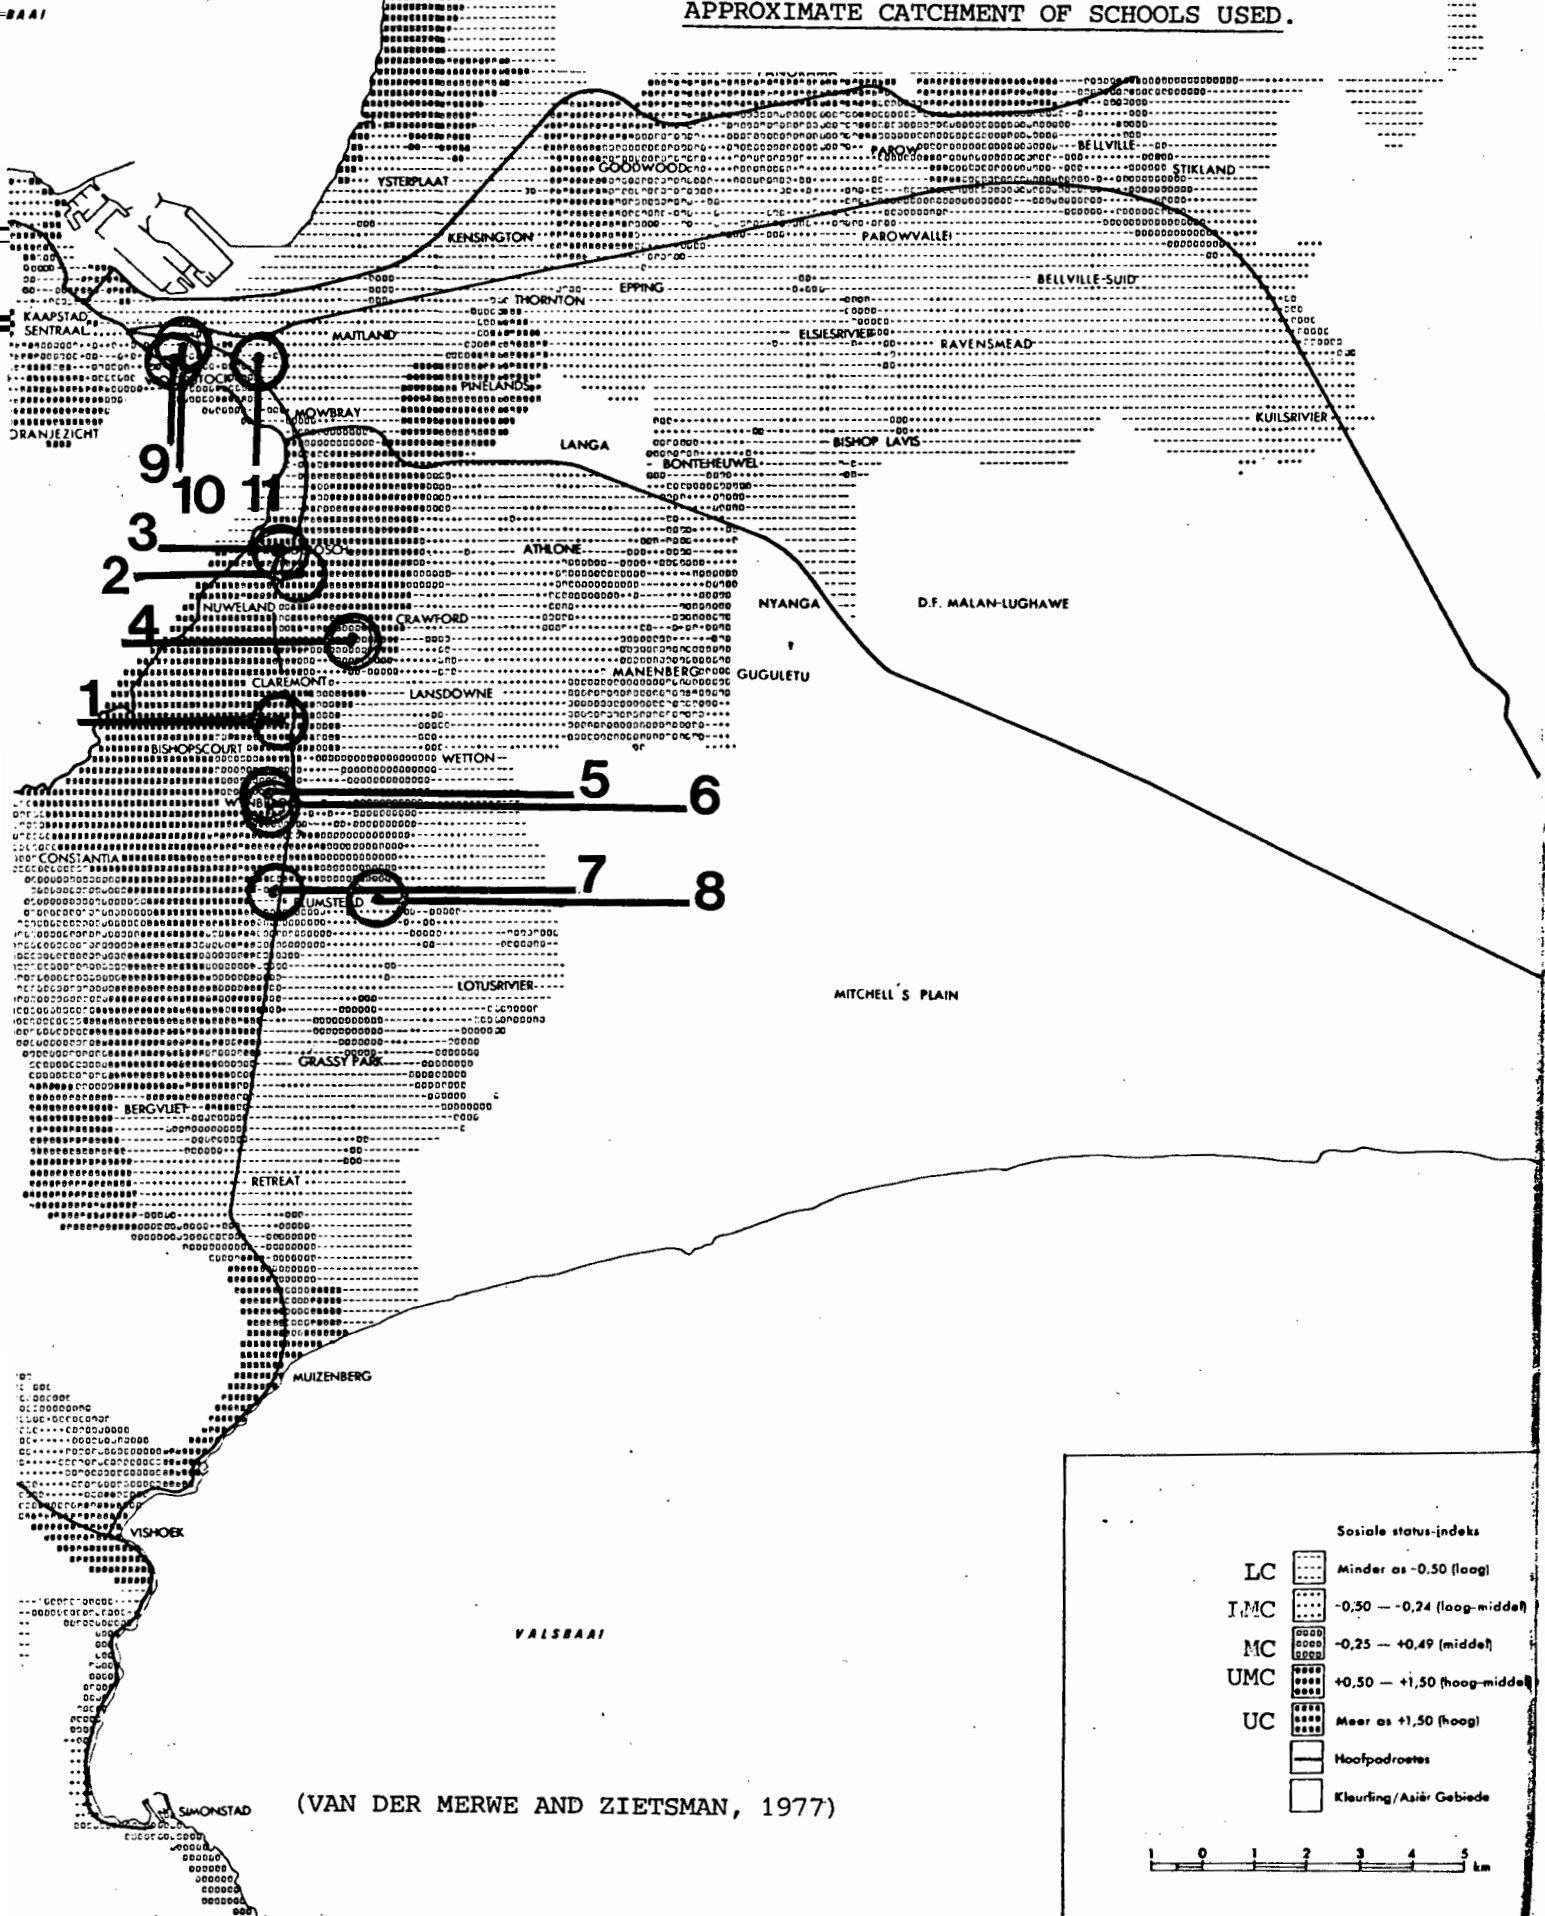 BAAI
APPROXIMATE CATCHMENT OF SCHOOLS USED.
PANORAMA
PAROW
BELLVILLE
GOODWOOD
STIKLAND
YSTERPLAAT
KENSINGTON
PAROWVALLEI
BELLVILLE-SUID
EPPING
THORNTON
KAAPSTAD
SENTRAAL
MAITLAND
ELSIESRIVIER
RAVENSMEAD
PINELANDS
MOWBRAY
KUILSRIVIER
ORANJEZICHT
LANGA
BISHOP LAVIS
BONTEHEUWEL
9
10
11
3
OSCH
ATHLONE
2
NUWELAND
NYANGA
D.F. MALAN-LUGHAWE
4
CRAWFORD
MANENBERG
GUGULETU
CLAREMONT
1
LANSDOWNE
BISHOPSCOURT
WETTON
5
6
CONSTANTIA
7
8
PLUMSTEAD
LOTUSRIVIER
MITCHELL'S PLAIN
GRASSY PARK
BERGVLIET
RETREAT
MUIZENBERG
VISHOEK
VALSBAAI
SIMONSTAD
(VAN DER MERWE AND ZIETSMAN, 1977)
Sosiale status-indeks
LC Minder as -0.50 (laag)
LMC -0,50 — -0,24 (laag-middel)
MC -0,25 — +0,49 (middel)
UMC +0,50 — +1,50 (hoog-middel)
UC Meer as +1,50 (hoog)
Hoofpadroetes
Kleurling/Asiër Gebiede
1 0 1 2 3 4 5 km